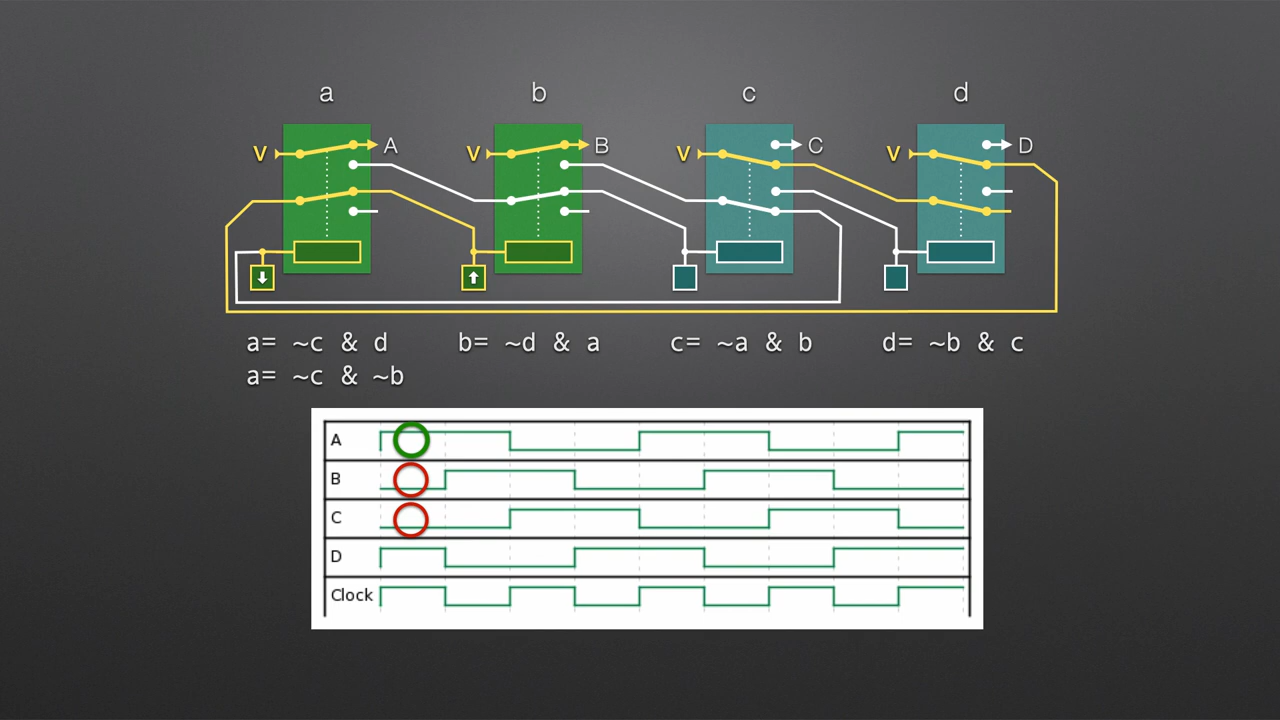 a b c d
V A V B V C V D
a= ~c & d b= ~d & a c= ~a & b d= ~b & c
a= ~c & ~b
A
B
C
D
Clock